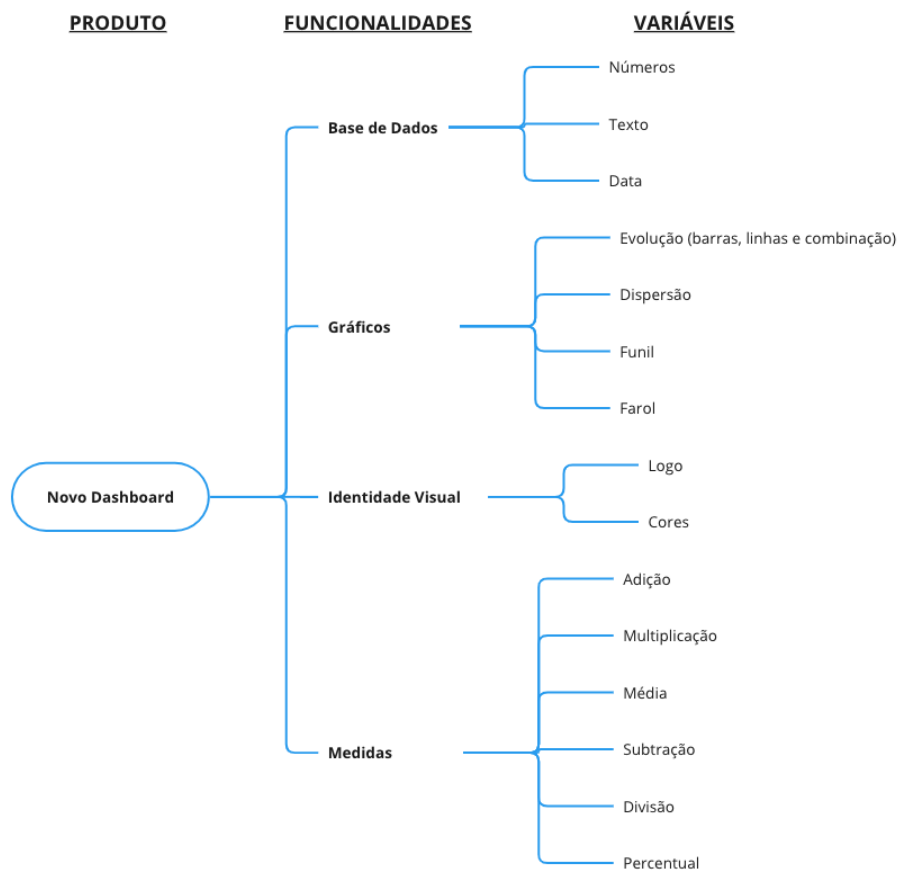 PRODUTO
FUNCIONALIDADES
VARIÁVEIS
Números
Base de Dados
Texto
Data
Evolução (barras, linhas e combinação)
Dispersão
Gráficos
Funil
Farol
Logo
Novo Dashboard
Identidade Visual
Cores
Adição
Multiplicação
Média
Subtração
Medidas
Divisão
Percentual